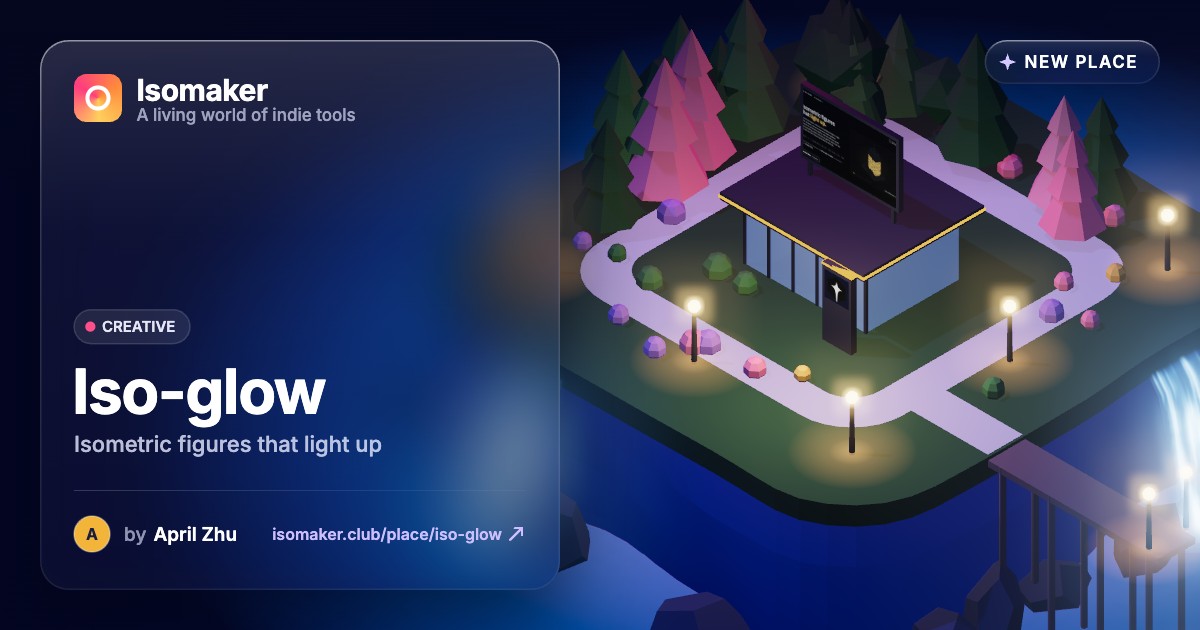 Isomaker
A living world of indie tools
NEW PLACE
CREATIVE
Iso-glow
Isometric figures that light up
A
by April Zhu
isomaker.club/place/iso-glow